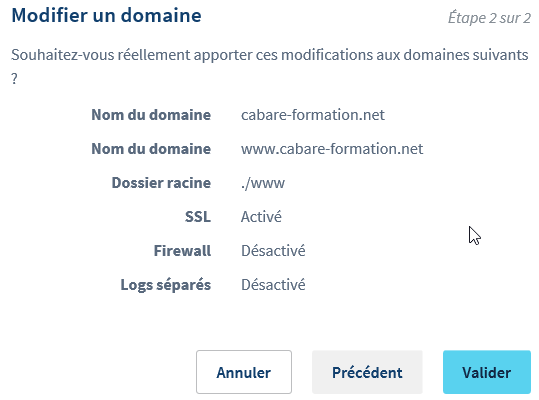 Modifier un domaine
Étape 2 sur 2
Souhaitez-vous réellement apporter ces modifications aux domaines suivants
?
Nom du domaine cabare-formation.net
Nom du domaine www.cabare-formation.net
Dossier racine ./www
SSL Activé
Firewall Désactivé
Logs séparés Désactivé
Annuler Précédent Valider